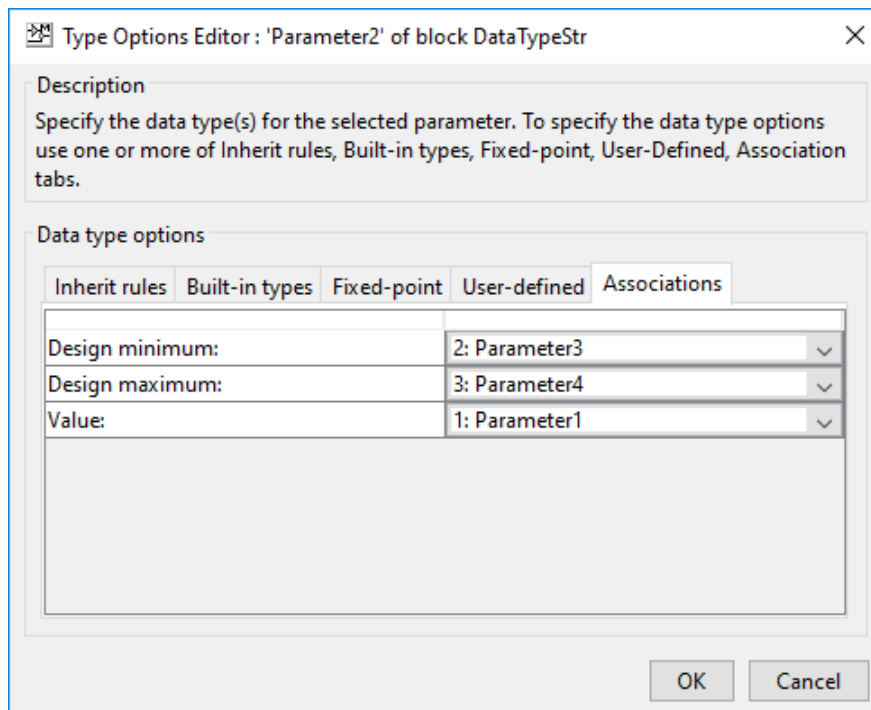 Type Options Editor : 'Parameter2' of block DataTypeStr
Description
Specify the data type(s) for the selected parameter. To specify the data type options
use one or more of Inherit rules, Built-in types, Fixed-point, User-Defined, Association
tabs.
Data type options
Inherit rules Built-in types Fixed-point User-defined Associations
Design minimum: 2: Parameter3
Design maximum: 3: Parameter4
Value: 1: Parameter1
OK Cancel